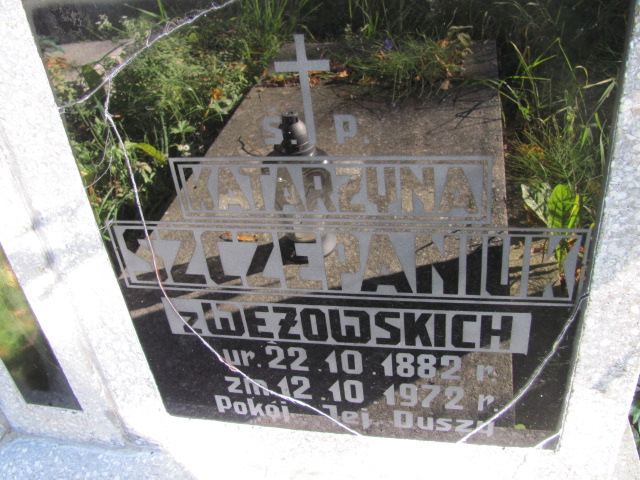 Ś. P.
KATARZYNA
SZCZEPANIUK
z WĘŻOWSKICH
ur. 22.10.1882 r.
zm. 12.10.1972 r.
Pokój Jej Duszy